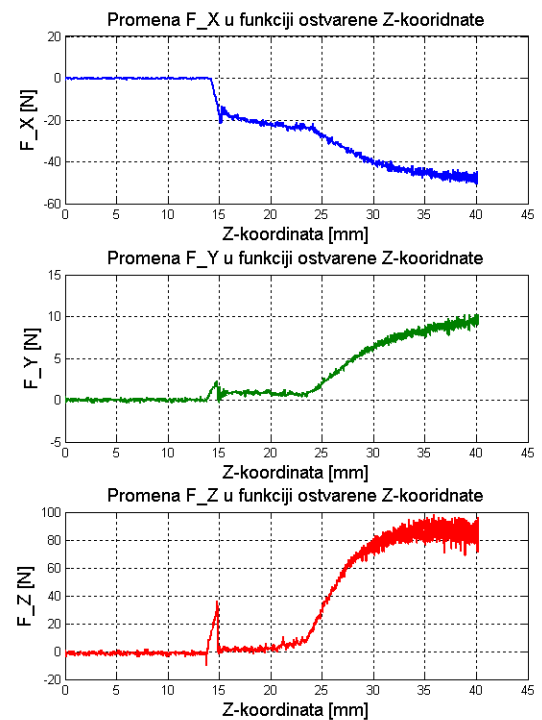 Promena F_X u funkciji ostvarene Z-kooridnate
20
0
-20
-40
-60
F_X [N]
0 5 10 15 20 25 30 35 40 45
Z-koordinata [mm]
Promena F_Y u funkciji ostvarene Z-kooridnate
15
10
5
0
-5
F_Y [N]
0 5 10 15 20 25 30 35 40 45
Z-koordinata [mm]
Promena F_Z u funkciji ostvarene Z-kooridnate
100
80
60
40
20
0
-20
F_Z [N]
0 5 10 15 20 25 30 35 40 45
Z-koordinata [mm]